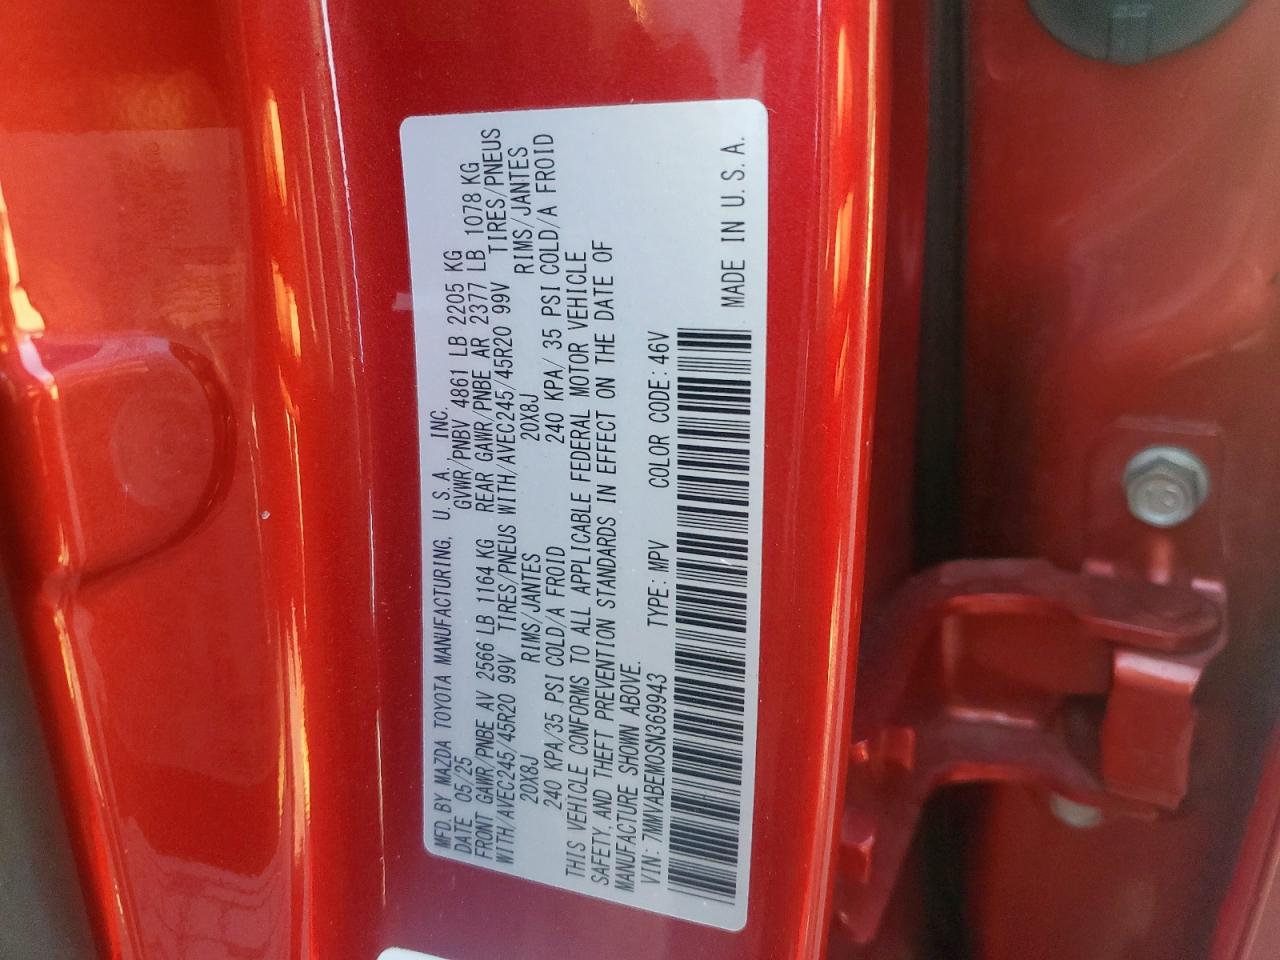 MFD. BY MAZDA TOYOTA MANUFACTURING, U.S.A. INC.
DATE 05/25 GVWR/PNBV 4861 LB 2205 KG
FRONT GAWR/PNBE AV 2566 LB 1164 KG REAR GAWR/PNBE AR 2377 LB 1078 KG
WITH/AVEC245/45R20 99V TIRES/PNEUS WITH/AVEC245/45R20 99V TIRES/PNEUS
20X8J RIMS/JANTES 20X8J RIMS/JANTES
240 KPA/35 PSI COLD/A FROID 240 KPA/ 35 PSI COLD/A FROID
THIS VEHICLE CONFORMS TO ALL APPLICABLE FEDERAL MOTOR VEHICLE
SAFETY, AND THEFT PREVENTION STANDARDS IN EFFECT ON THE DATE OF
MANUFACTURE SHOWN ABOVE.
VIN: 7MMVABEM0SN369943 TYPE: MPV COLOR CODE: 46V
MADE IN U.S.A.